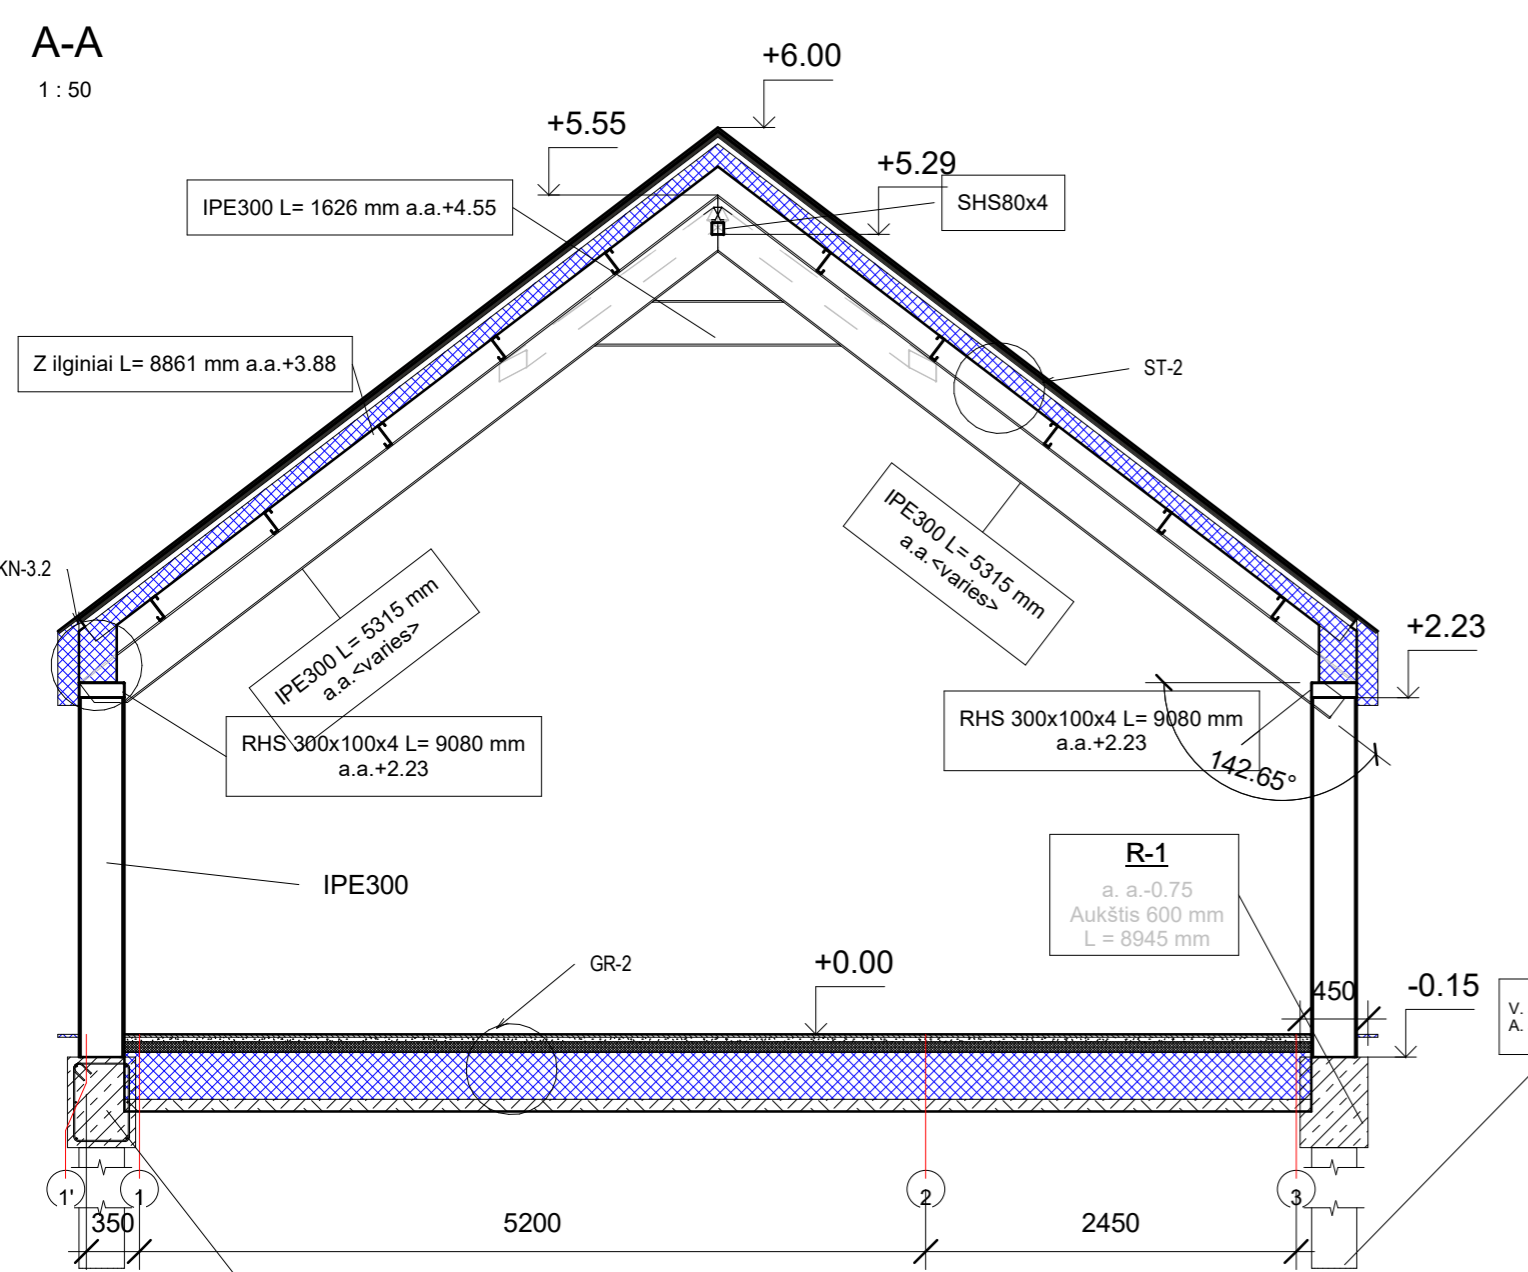 A-A
1 : 50
+6.00
+5.55
+5.29
IPE300 L= 1626 mm a.a.+4.55
SHS80x4
Z ilginiai L= 8861 mm a.a.+3.88
ST-2
KN-3.2
IPE300 L= 5315 mm
a.a.<varies>
IPE300 L= 5315 mm
a.a.<varies>
+2.23
RHS 300x100x4 L= 9080 mm
a.a.+2.23
RHS 300x100x4 L= 9080 mm
a.a.+2.23
142.65°
IPE300
R-1
a. a.-0.75
Aukštis 600 mm
L = 8945 mm
GR-2
+0.00
450
-0.15
V.
A.
1'
1
2
3
350
5200
2450